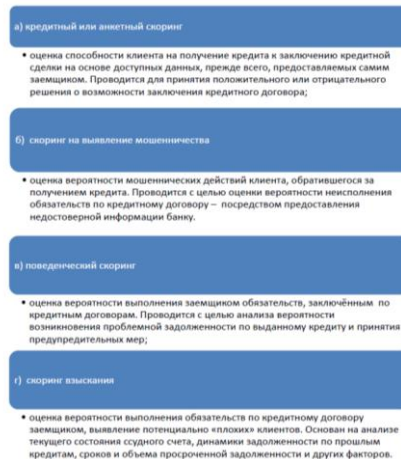 а) кредитный или анкетный скоринг
• оценка способности клиента на получение кредита к заключению кредитной
сделки на основе доступных данных, прежде всего, предоставляемых самим
заемщиком. Проводится для принятия положительного или отрицательного
решения о возможности заключения кредитного договора;
б) скоринг на выявление мошенничества
• оценка вероятности мошеннических действий клиента, обратившегося за
получением кредита. Проводится с целью оценки вероятности неисполнения
обязательств по кредитному договору – посредством предоставления
недостоверной информации банку.
в) поведенческий скоринг
• оценка вероятности выполнения заемщиком обязательств, заключённым по
кредитным договорам. Проводится с целью анализа вероятности
возникновения проблемной задолженности по выданному кредиту и принятия
предупредительных мер;
г) скоринг взыскания
• оценка вероятности выполнения обязательств по кредитному договору
заемщиком, выявление потенциально «плохих» клиентов. Основан на анализе
текущего состояния ссудного счета, динамики задолженности по прошлым
кредитам, сроков и объема просроченной задолженности и других факторов.